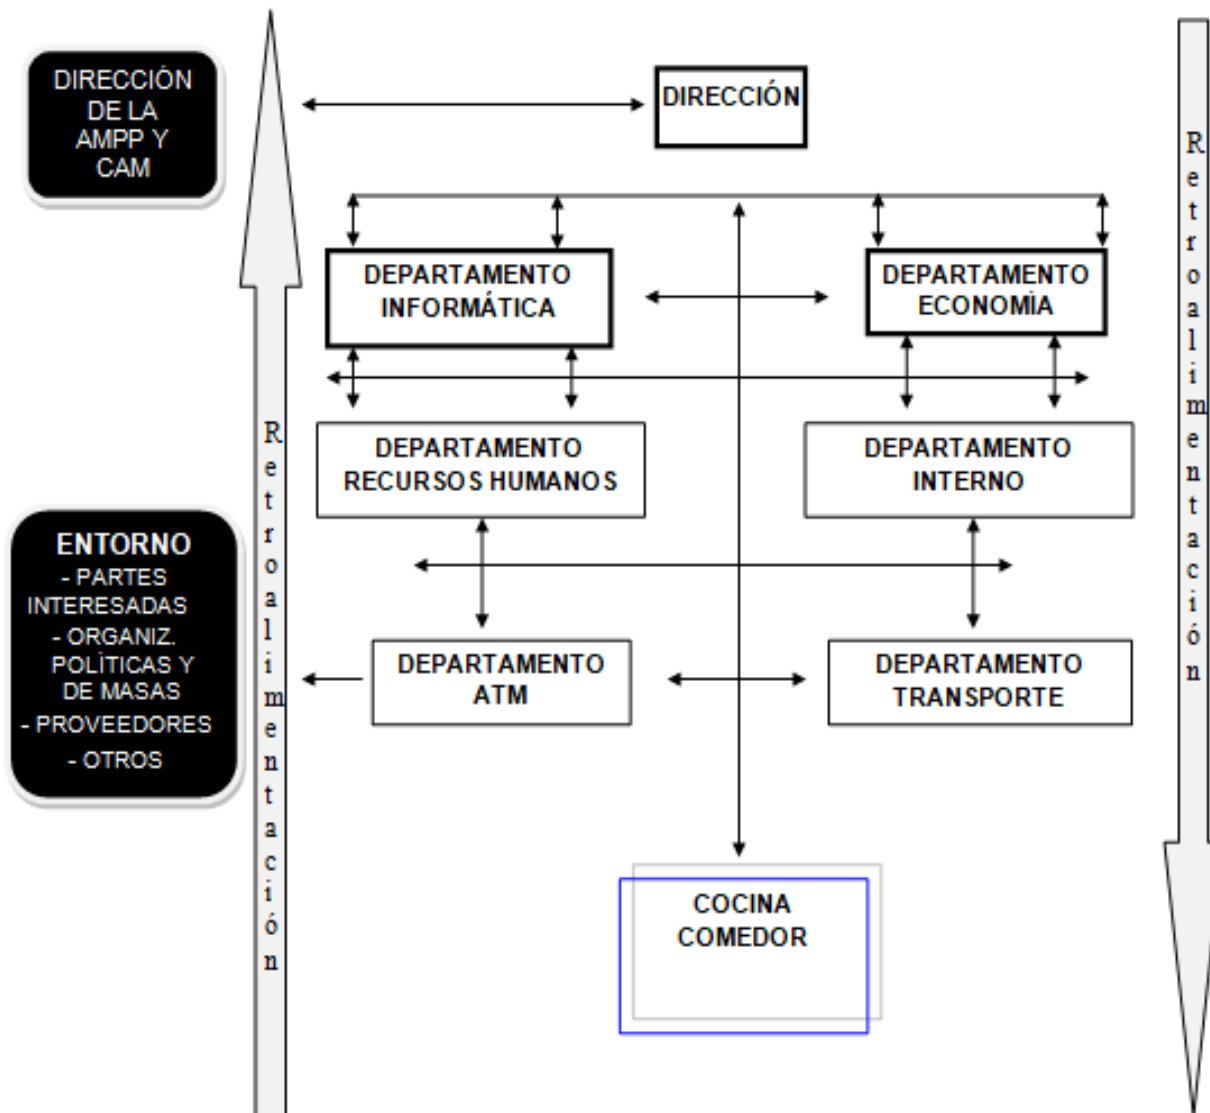 DIRECCIÓN
DE LA
AMPP Y
CAM
DIRECCIÓN
DEPARTAMENTO
INFORMÁTICA
DEPARTAMENTO
ECONOMÍA
DEPARTAMENTO
RECURSOS HUMANOS
DEPARTAMENTO
INTERNO
ENTORNO
- PARTES
INTERESADAS
- ORGANIZ.
POLÍTICAS Y
DE MASAS
- PROVEEDORES
- OTROS
DEPARTAMENTO
ATM
DEPARTAMENTO
TRANSPORTE
COCINA
COMEDOR
Retroalimentación
Retroalimentación